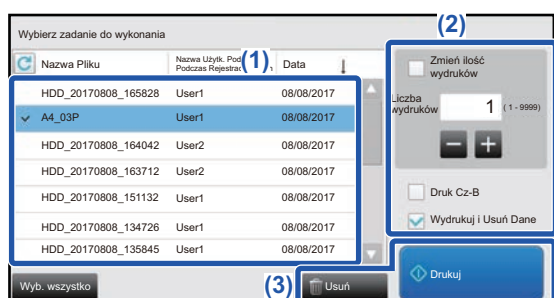 (2)
Wybierz zadanie do wykonania
Nazwa Pliku
Nazwa Użytk. Pod
Podczas Rejestrac
(1)
Data
HDD_20170808_165828 User1 08/08/2017
A4_03P User1 08/08/2017
HDD_20170808_164042 User2 08/08/2017
HDD_20170808_163712 User2 08/08/2017
HDD_20170808_151132 User1 08/08/2017
HDD_20170808_134726 User1 08/08/2017
HDD_20170808_135845 User1 08/08/2017
Zmień ilość
wydruków
Liczba
wydruków
1 (1 - 9999)
Druk Cz-B
Wydrukuj i Usuń Dane
Wyb. wszystko
(3)
Usuń
Drukuj